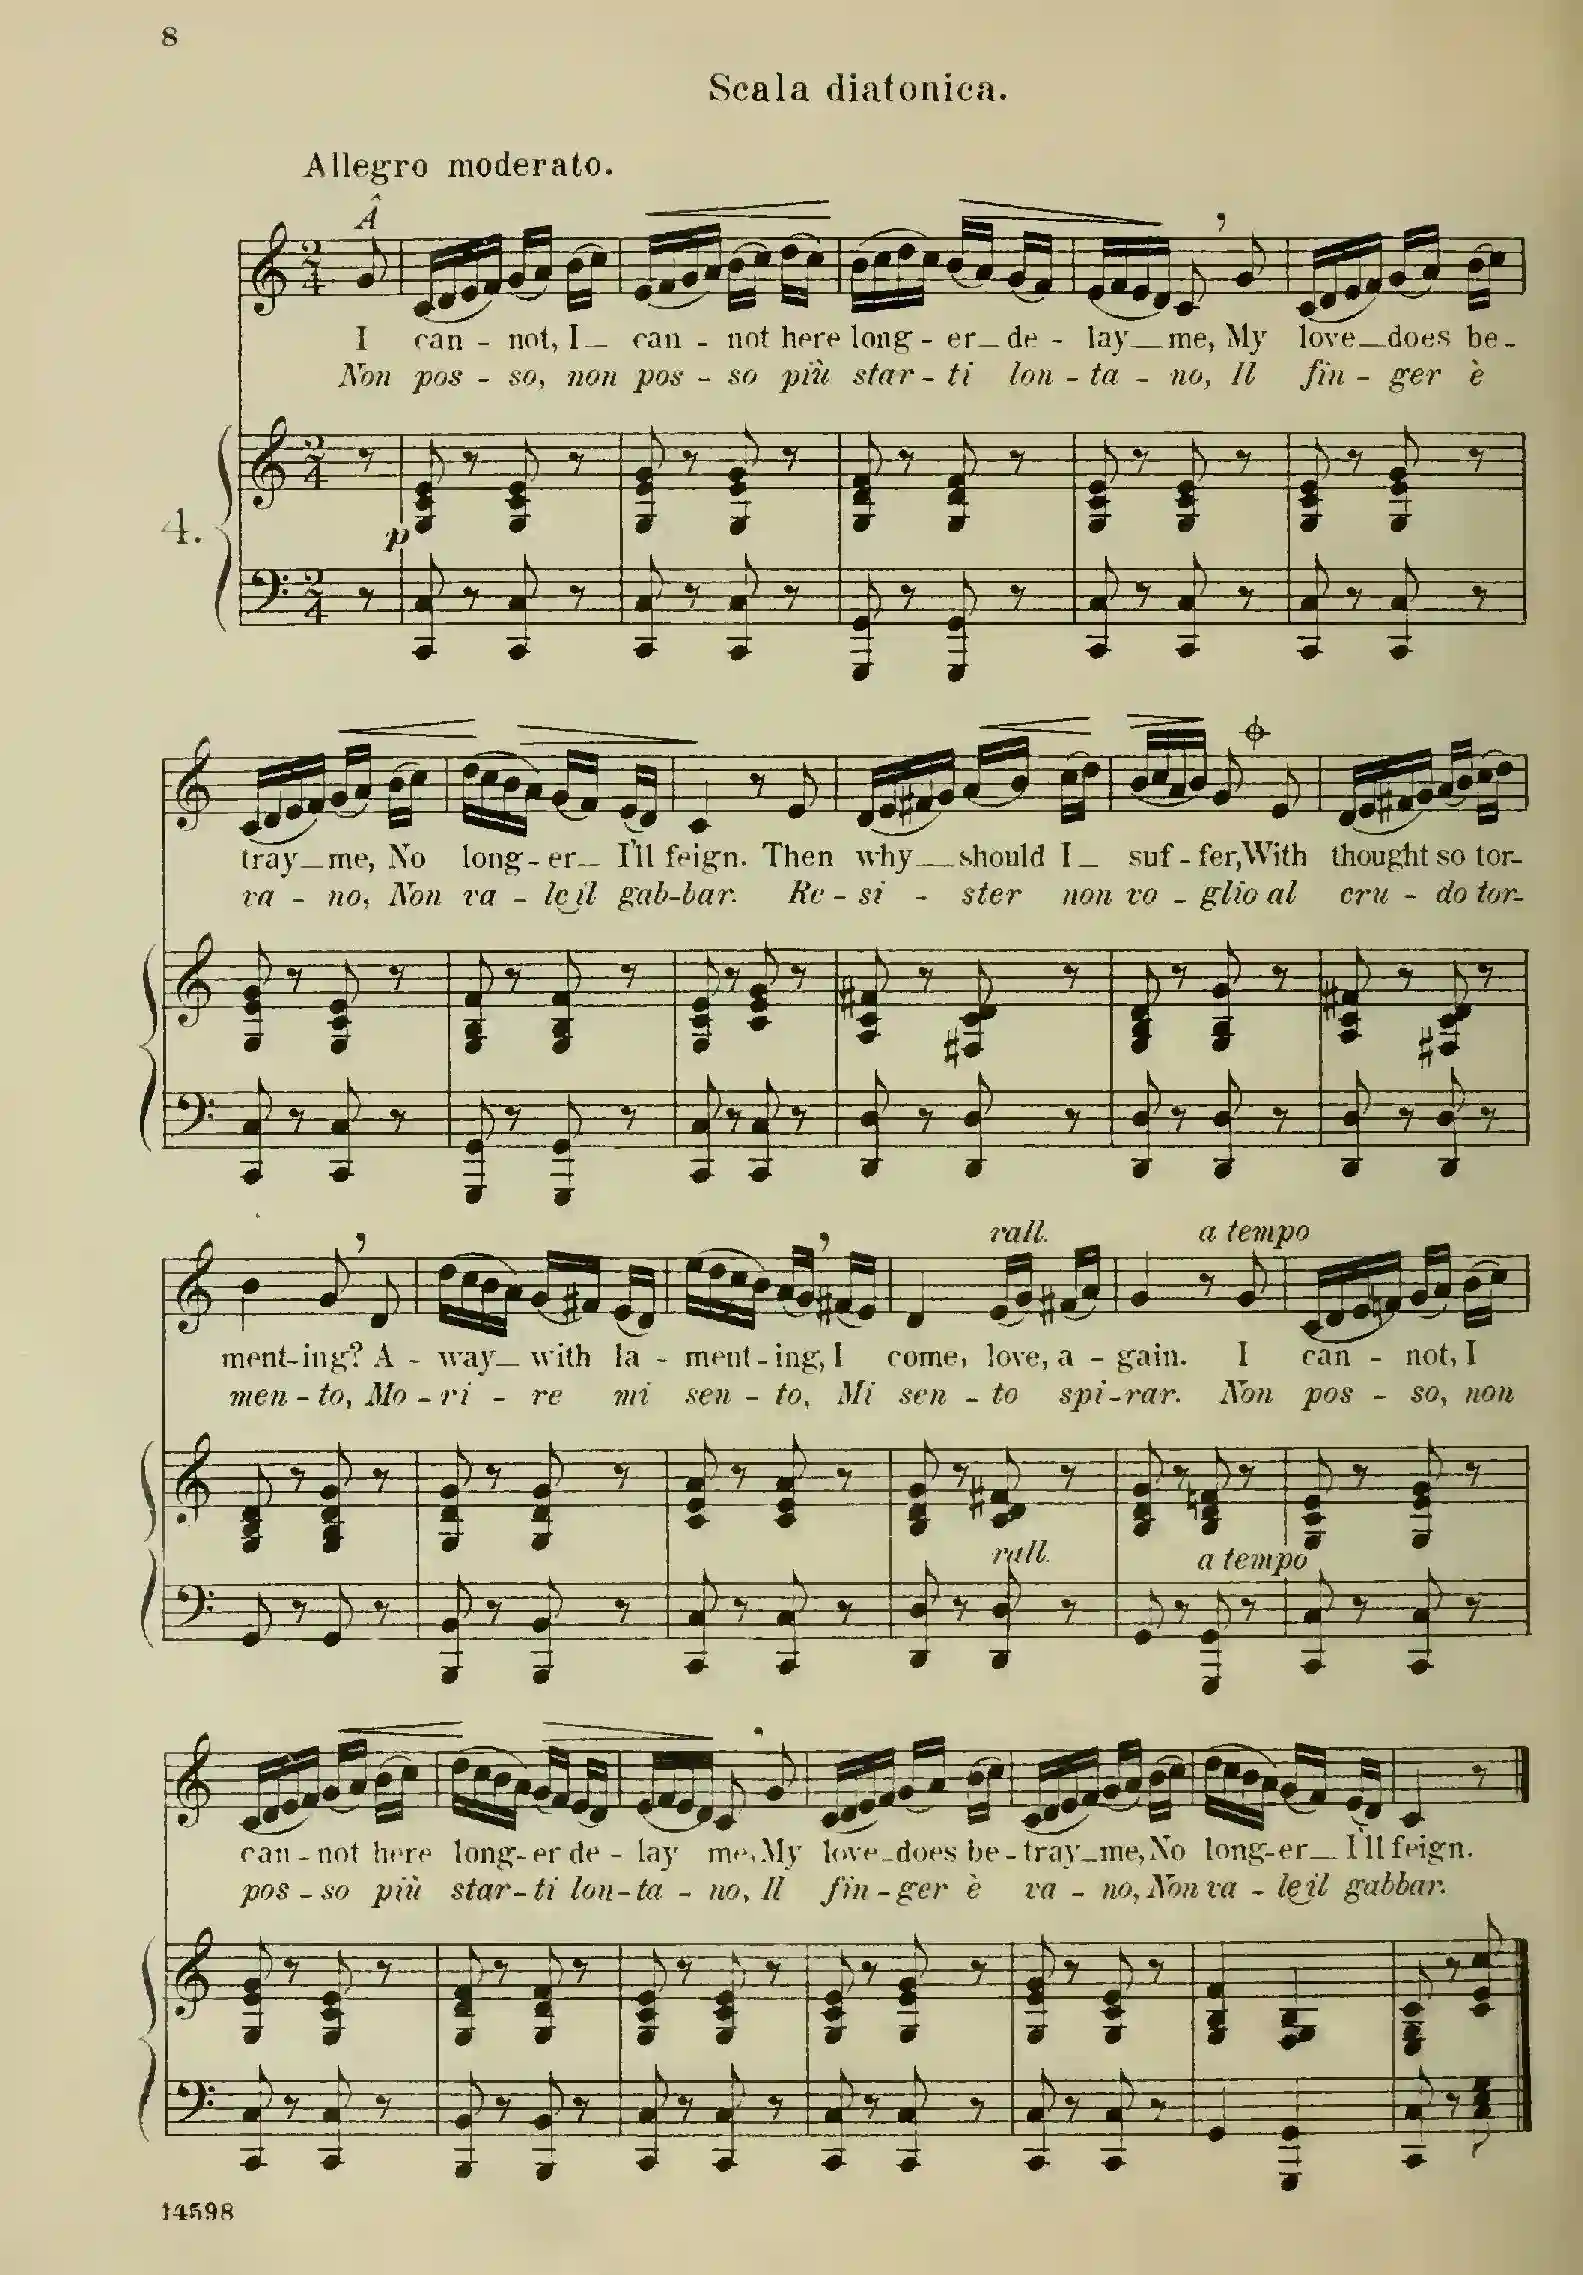 8
Scala diatonica.
Allegro moderato.
Â
I can - not, I can - not here long - er de - lay me, My love does be -
Non pos - so, non pos - so più star - ti lon - ta - no, Il fin - ger è
4.
p
tray me, No long - er I'll feign. Then why should I suf - fer, With thought so tor-
va - no, Non va - le il gab-bar. Re - si - ster non vo - glio al cru - do tor-
rall. a tempo
ment-ing? A - way with la - ment - ing, I come, love, a - gain. I can - not, I
men - to, Mo - ri - re mi sen - to, Mi sen - to spi-rar. Non pos - so, non
rall. a tempo
can - not here long-er de - lay me, My love does be - tray me, No long-er I'll feign.
pos - so più star-ti lon-ta - no, Il fin - ger è va - no, Non va - le il gabbar.
14598